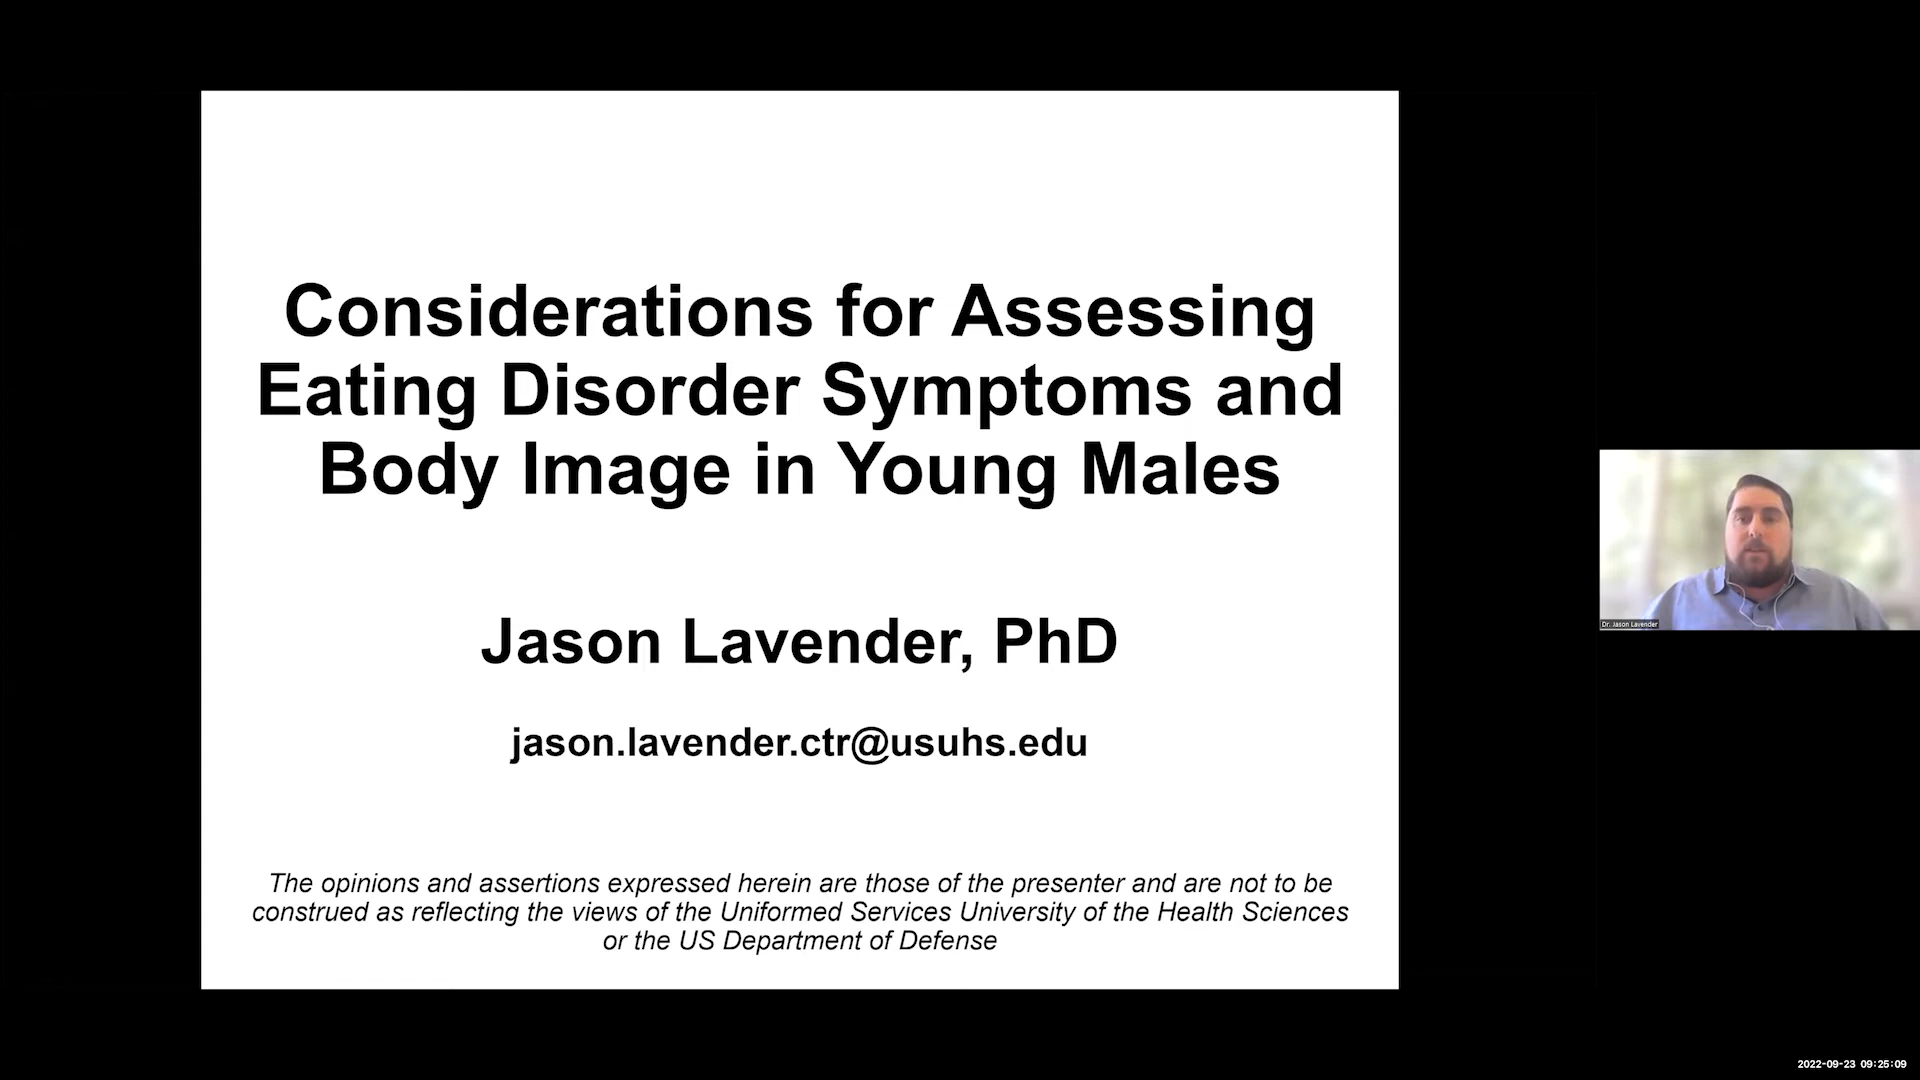 Considerations for Assessing
Eating Disorder Symptoms and
Body Image in Young Males
Jason Lavender, PhD
jason.lavender.ctr@usuhs.edu
The opinions and assertions expressed herein are those of the presenter and are not to be
construed as reflecting the views of the Uniformed Services University of the Health Sciences
or the US Department of Defense
Dr. Jason Lavender
2022-09-23 09:25:09